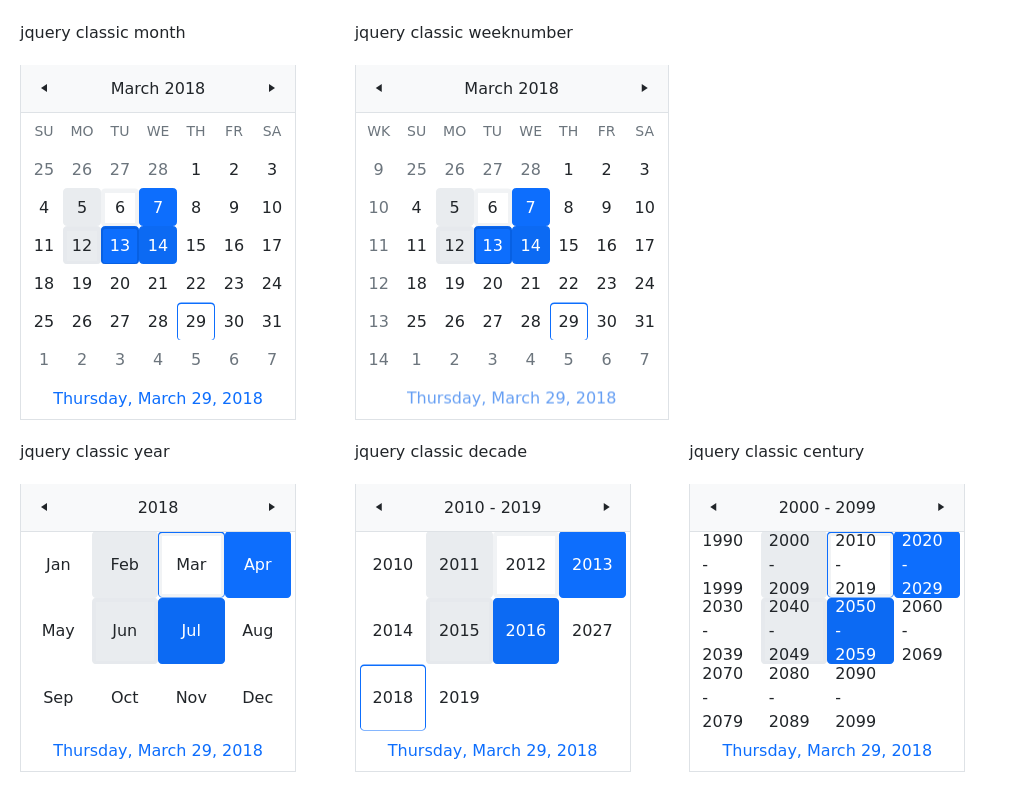 jquery classic month
jquery classic weeknumber
March 2018
SU MO TU WE TH FR SA
25 26 27 28 1 2 3
4 5 6 7 8 9 10
11 12 13 14 15 16 17
18 19 20 21 22 23 24
25 26 27 28 29 30 31
1 2 3 4 5 6 7
Thursday, March 29, 2018
March 2018
WK SU MO TU WE TH FR SA
9 25 26 27 28 1 2 3
10 4 5 6 7 8 9 10
11 11 12 13 14 15 16 17
12 18 19 20 21 22 23 24
13 25 26 27 28 29 30 31
14 1 2 3 4 5 6 7
Thursday, March 29, 2018
jquery classic year
jquery classic decade
jquery classic century
2018
Jan Feb Mar Apr
May Jun Jul Aug
Sep Oct Nov Dec
Thursday, March 29, 2018
2010 - 2019
2010 2011 2012 2013
2014 2015 2016 2027
2018 2019
Thursday, March 29, 2018
2000 - 2099
1990 2000 2010 2020
- - - -
1999 2009 2019 2029
2030 2040 2050 2060
- - - -
2039 2049 2059 2069
2070 2080 2090
- - -
2079 2089 2099
Thursday, March 29, 2018